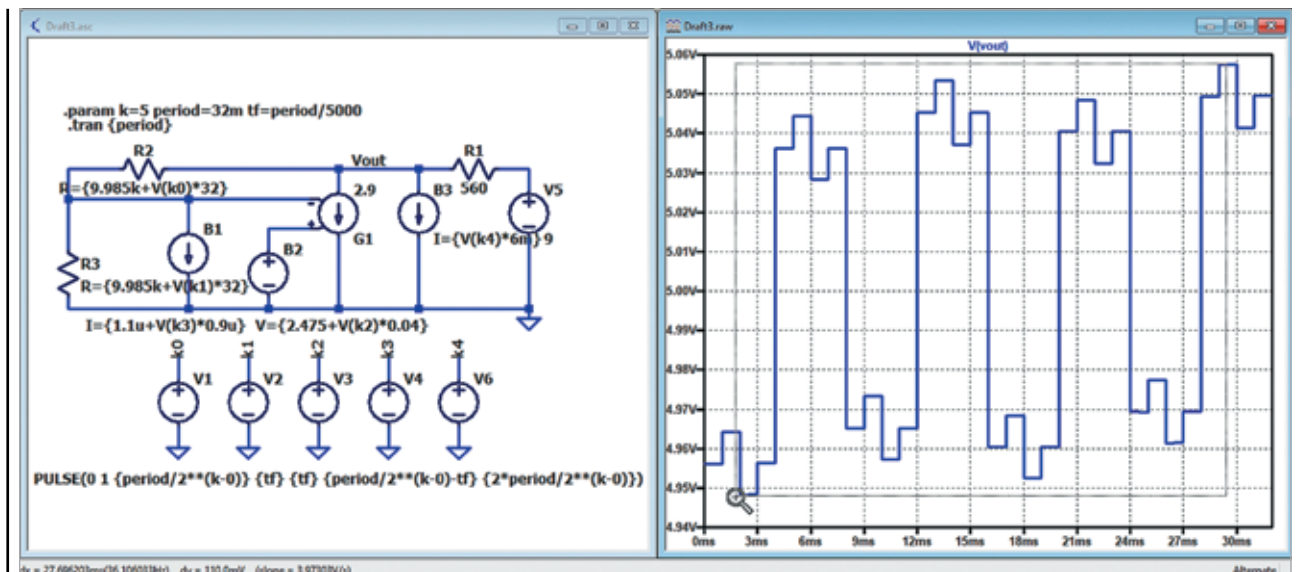 Draft3.asc
.param k=5 period=32m tf=period/5000
.tran {period}
R2
R={9.985k+V(k0)*32}
Vout
R1
560
2.9
G1
B3
I={V(k4)*6m}
V5
9
B1
B2
R3
R={9.985k+V(k1)*32}
I={1.1u+V(k3)*0.9u} V={2.475+V(k2)*0.04}
k0 k1 k2 k3 k4
V1 V2 V3 V4 V6
PULSE(0 1 {period/2**(k-0)} {tf} {tf} {period/2**(k-0)-tf} {2*period/2**(k-0)})
Draft3.raw
V(vout)
5.06V
5.05V
5.04V
5.03V
5.02V
5.01V
5.00V
4.99V
4.98V
4.97V
4.96V
4.95V
4.94V
0ms 3ms 6ms 9ms 12ms 15ms 18ms 21ms 24ms 27ms 30ms
Alternate